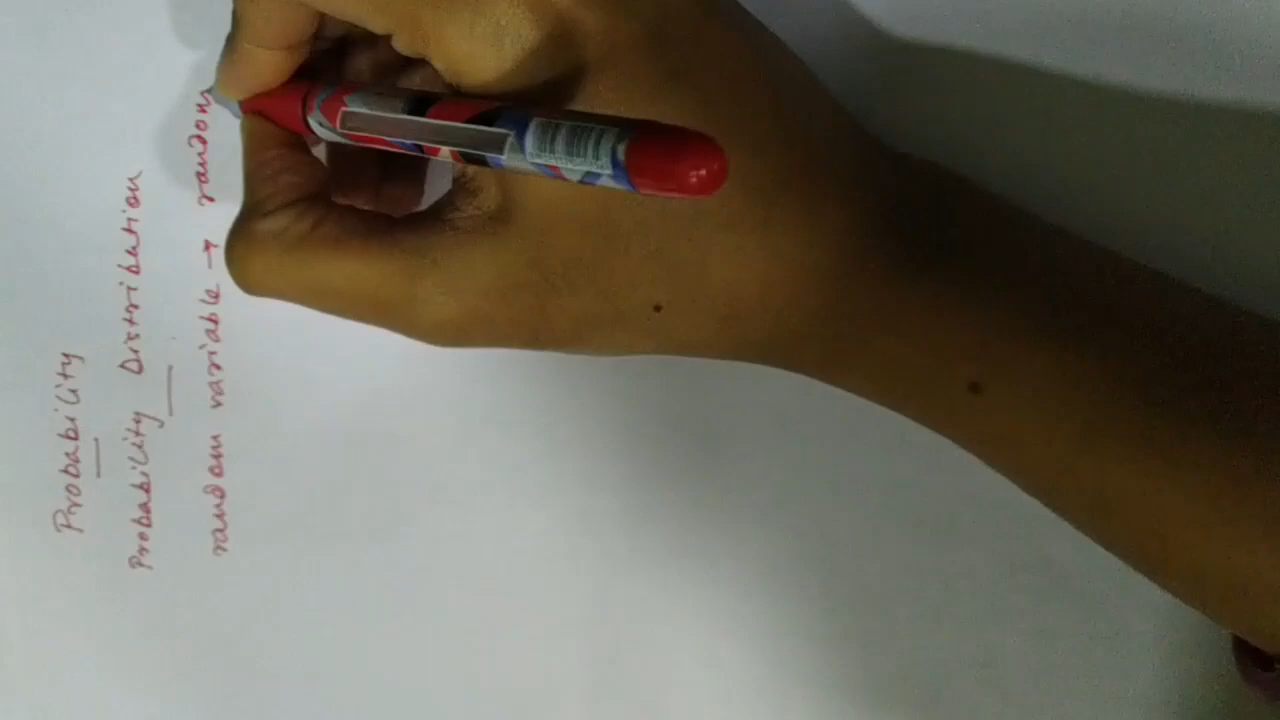 Probability
Probability Distribution
random variable → random